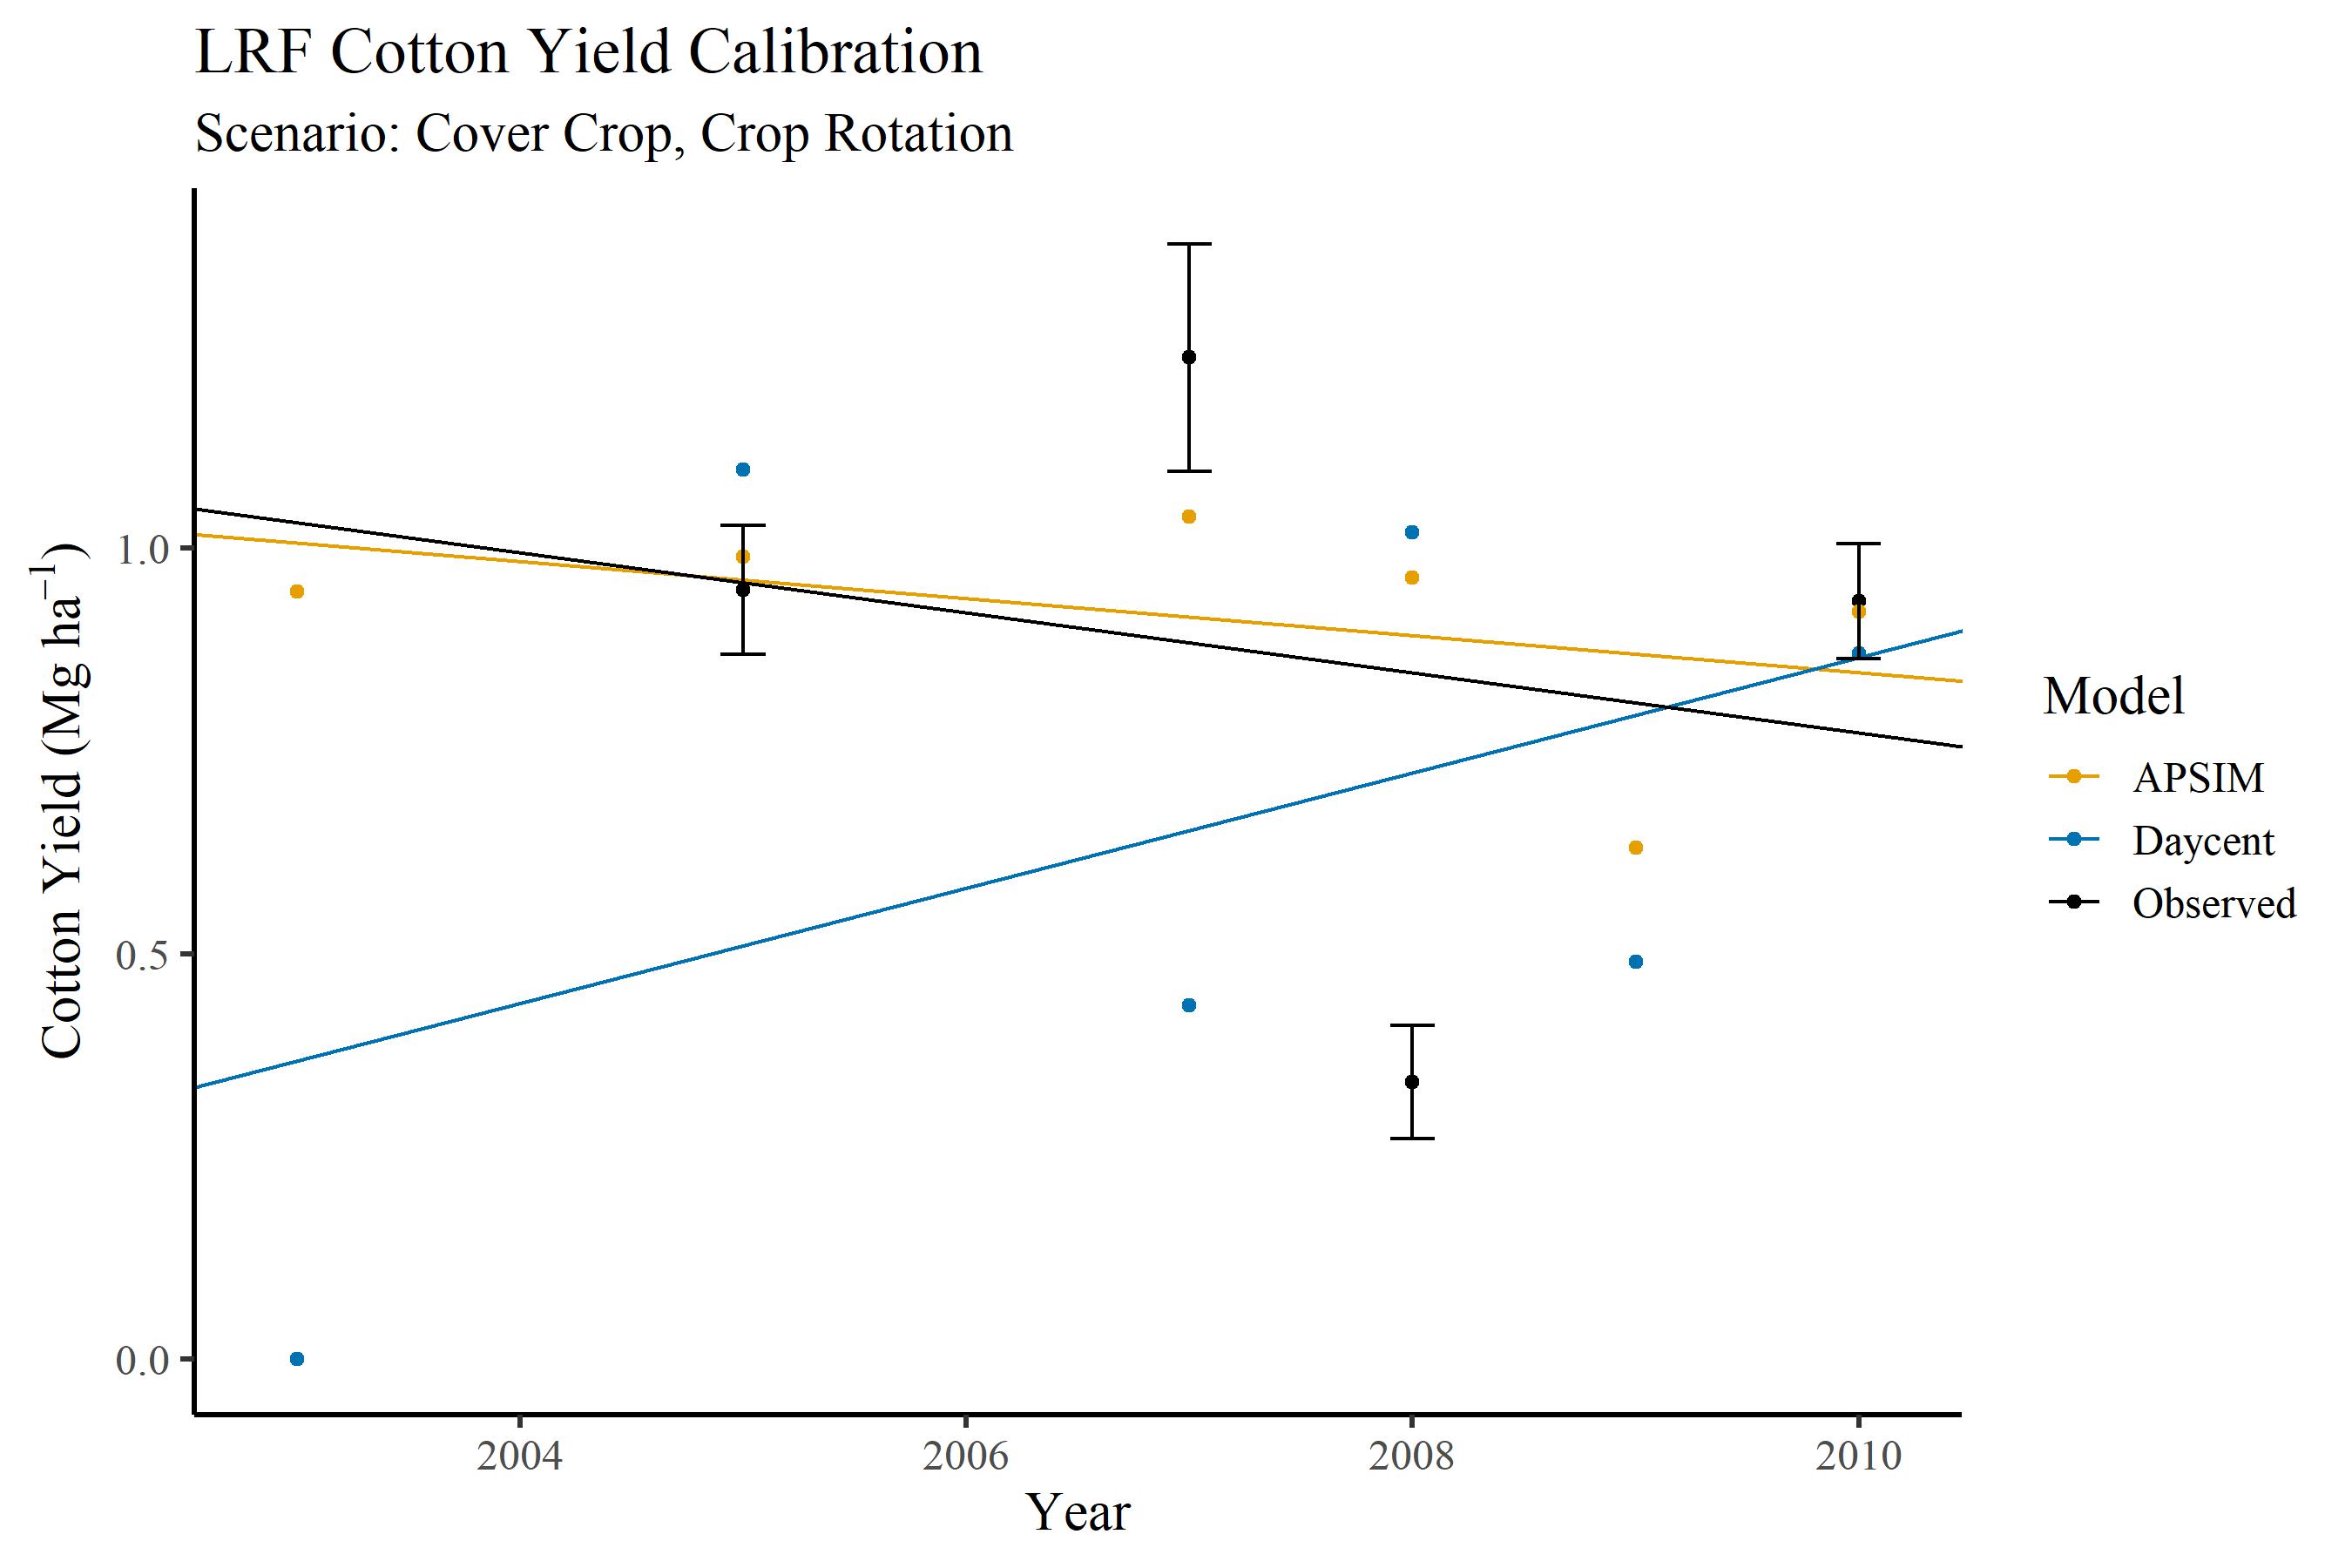 LRF Cotton Yield Calibration
Scenario: Cover Crop, Crop Rotation
Cotton Yield (Mg ha⁻¹)
1.0
0.5
0.0
2004 2006 2008 2010
Year
Model
APSIM
Daycent
Observed